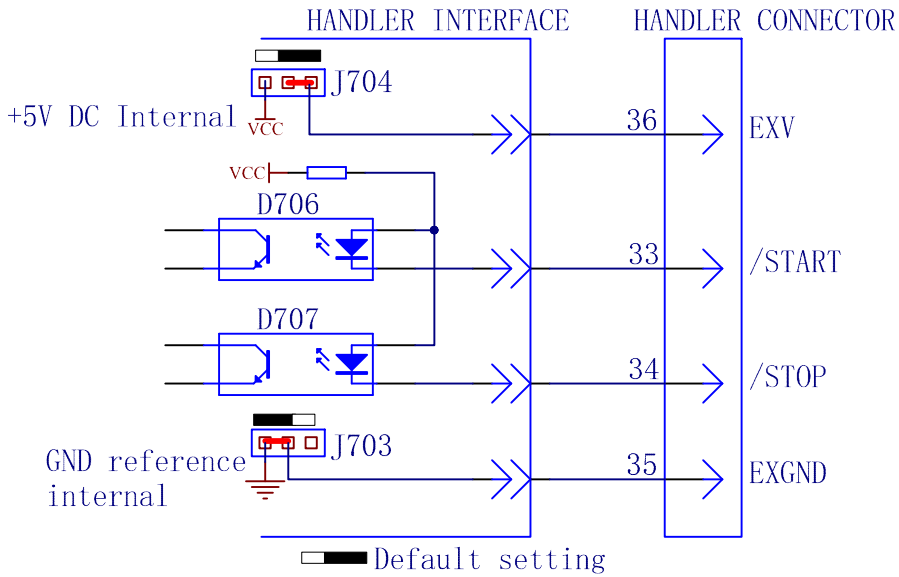 HANDLER INTERFACE
HANDLER CONNECTOR
J704
+5V DC Internal
VCC
36
EXV
VCC
D706
33
/START
D707
34
/STOP
J703
GND reference
internal
35
EXGND
Default setting